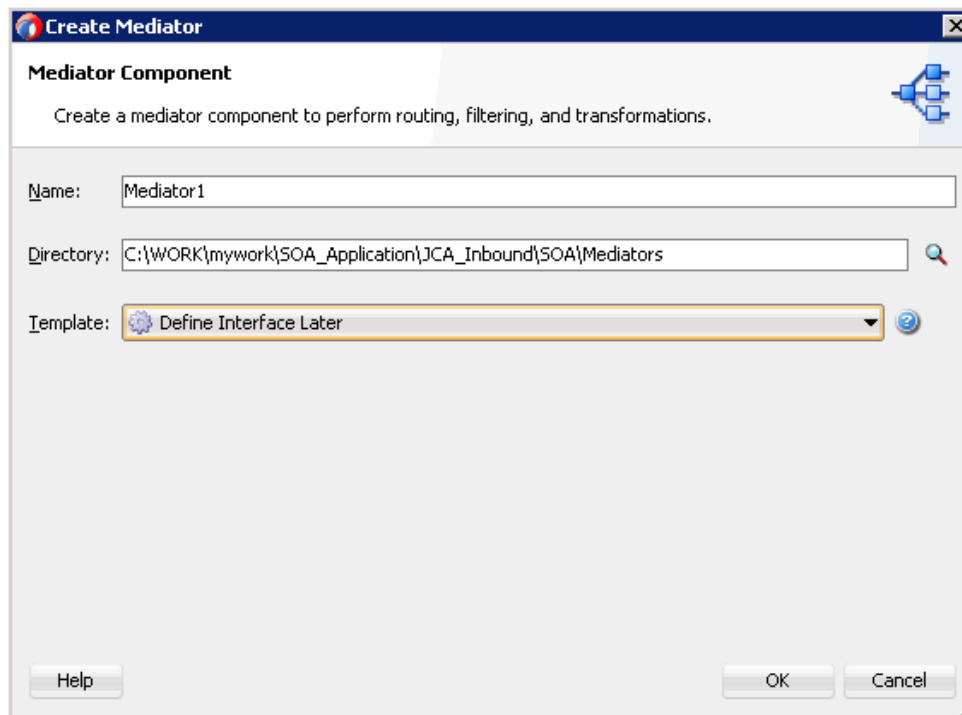 Create Mediator
Mediator Component
Create a mediator component to perform routing, filtering, and transformations.
Name: Mediator1
Directory: C:\WORK\mywork\SOA_Application\JCA_Inbound\SOA\Mediators
Template: Define Interface Later
Help OK Cancel